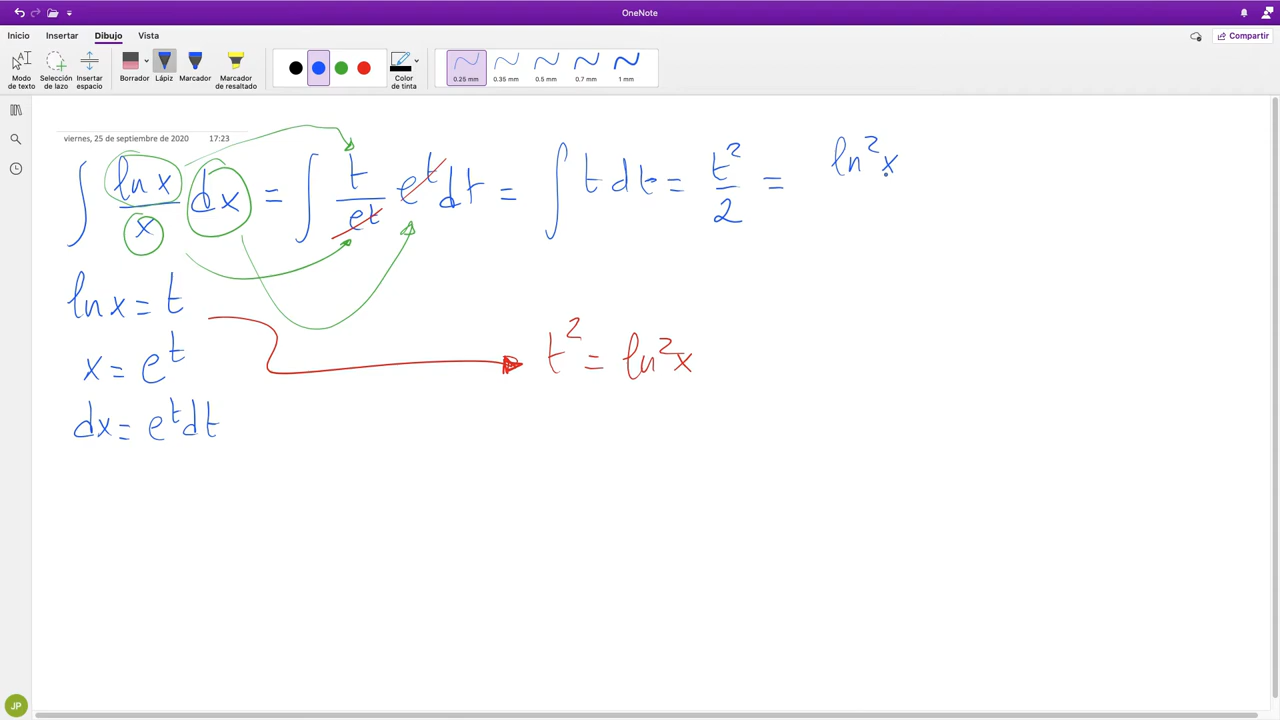 OneNote
Inicio Insertar Dibujo Vista
Compartir
Modo de texto
Selección de lazo
Insertar espacio
Borrador
Lápiz
Marcador
Marcador de resaltado
Color de tinta
0.25 mm 0.35 mm 0.5 mm 0.7 mm 1 mm
viernes, 25 de septiembre de 2020 17:23
∫ ln x / x dx = ∫ t / e^t e^t dt = ∫ t dt = t² / 2 = ln² x
ln x = t
x = e^t
t² = ln² x
dx = e^t dt
JP